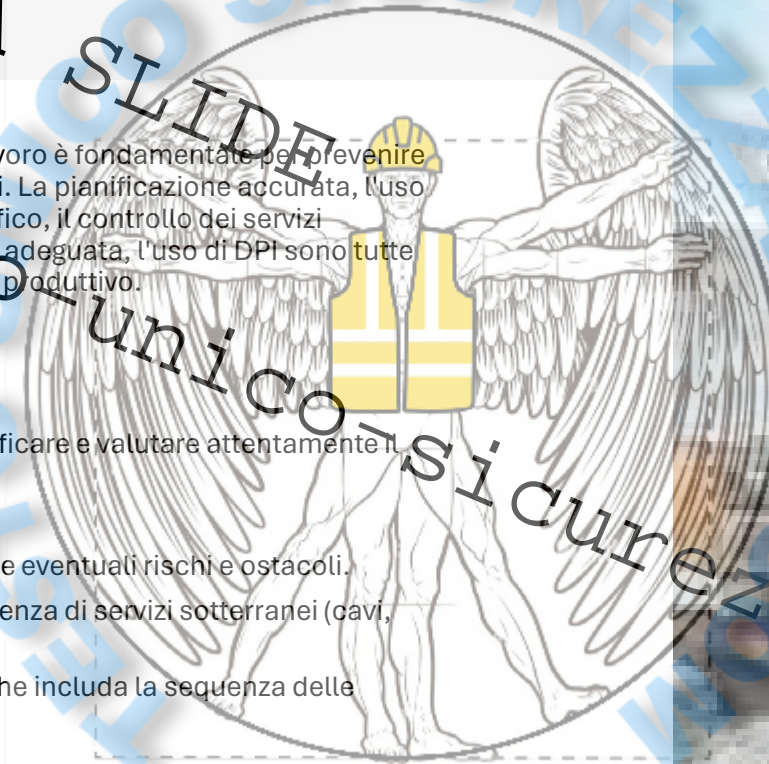 SLIDE
voro è fondamentale per prevenire
i. La pianificazione accurata, l'uso
fico, il controllo dei servizi
adeguata, l'uso di DPI sono tutte
produttivo.
-unico-sicurez
ficare e valutare attentamente il
e eventuali rischi e ostacoli.
enza di servizi sotterranei (cavi,
he includa la sequenza delle